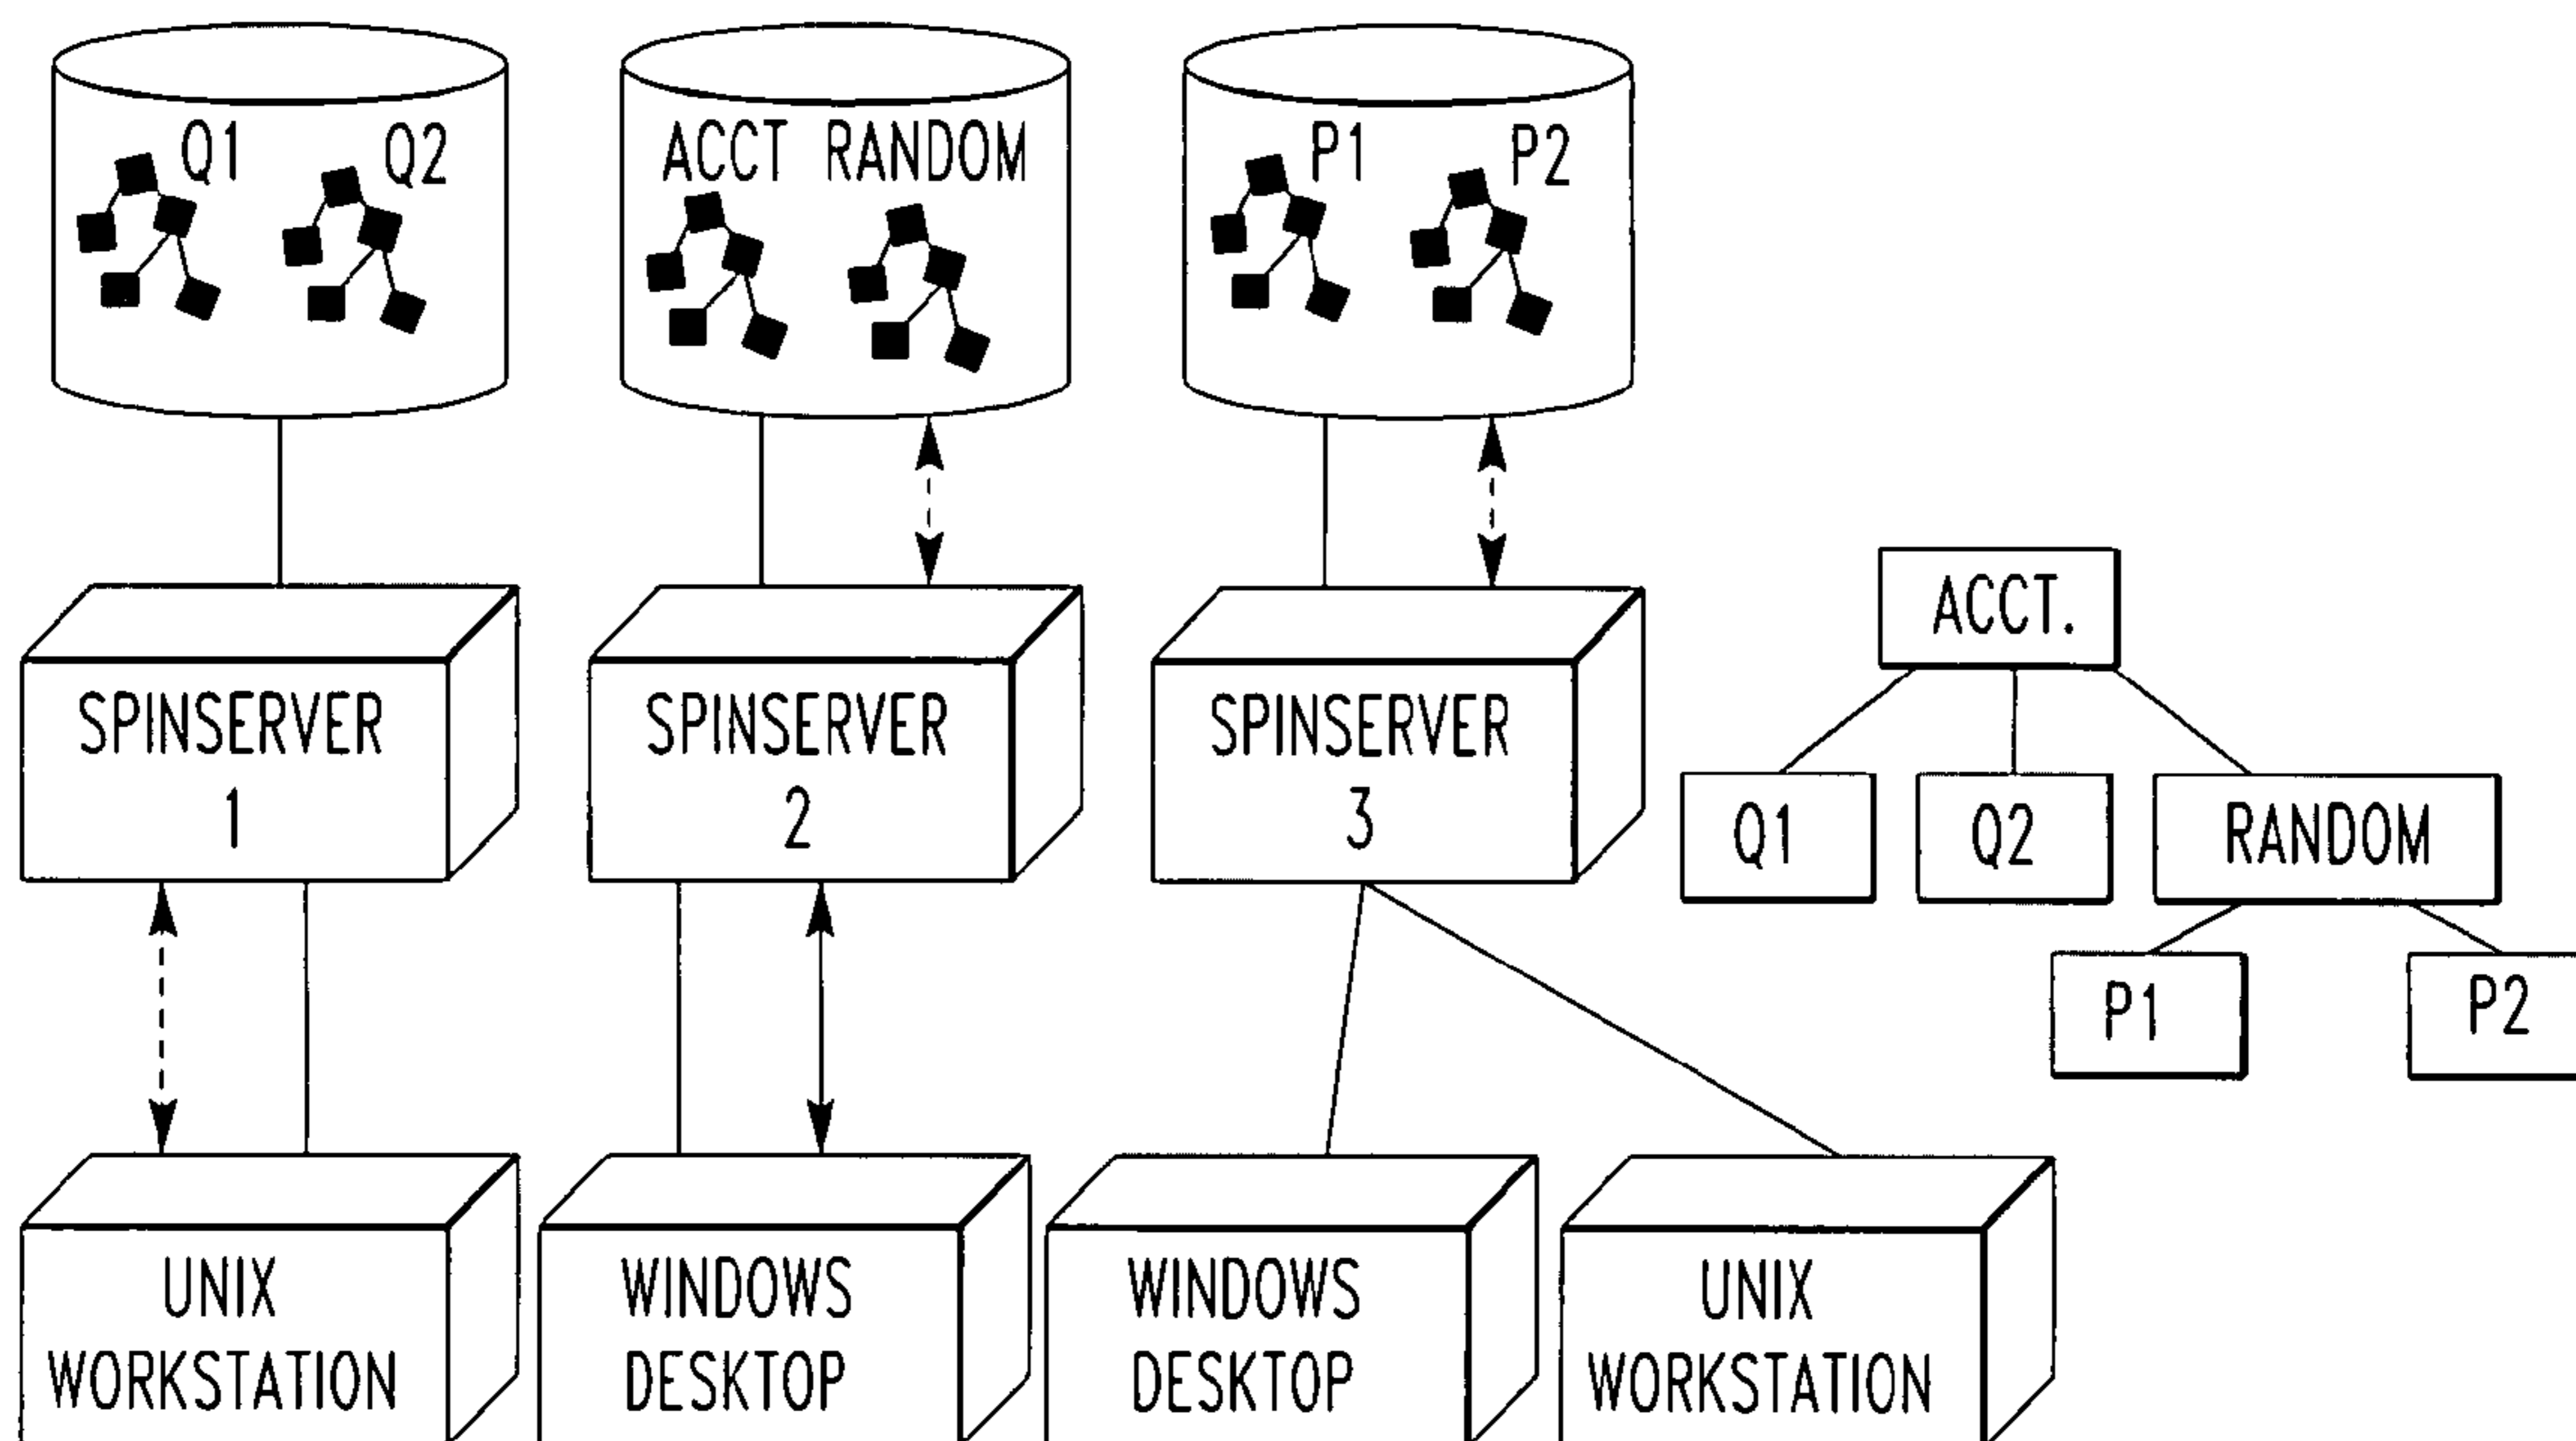 Q1
Q2
ACCT RANDOM
P1
P2
SPINSERVER
1
SPINSERVER
2
SPINSERVER
3
ACCT.
Q1
Q2
RANDOM
P1
P2
UNIX
WORKSTATION
WINDOWS
DESKTOP
WINDOWS
DESKTOP
UNIX
WORKSTATION